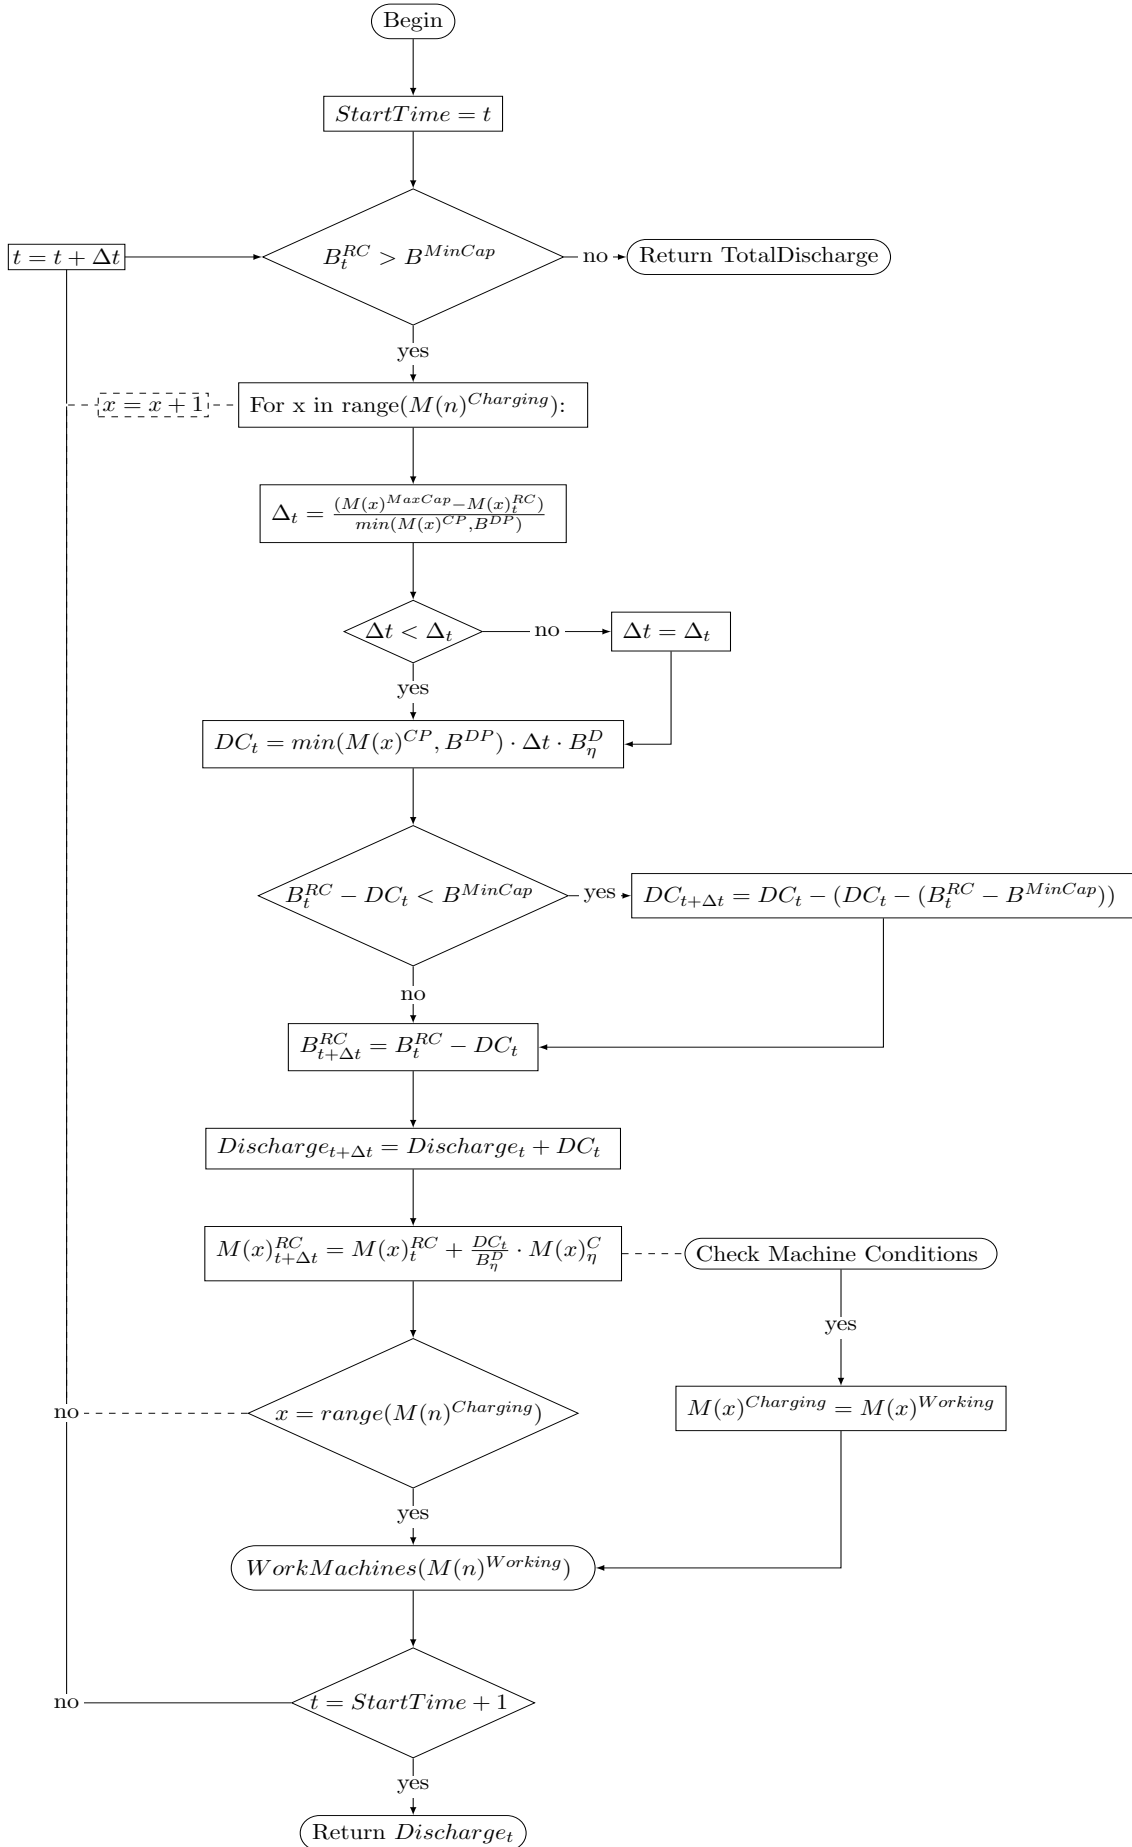 Begin
StartTime = t
t = t + Δt
B_t^{RC} > B^{MinCap}
no
Return TotalDischarge
yes
x = x + 1
For x in range(M(n)^{Charging}):
Δ_t = \frac{(M(x)^{MaxCap} − M(x)_t^{RC})}{min(M(x)^{CP}, B^{DP})}
Δt < Δ_t
no
Δt = Δ_t
yes
DC_t = min(M(x)^{CP}, B^{DP}) · Δt · B_η^D
B_t^{RC} − DC_t < B^{MinCap}
yes
DC_{t+Δt} = DC_t − (DC_t − (B_t^{RC} − B^{MinCap}))
no
B_{t+Δt}^{RC} = B_t^{RC} − DC_t
Discharge_{t+Δt} = Discharge_t + DC_t
M(x)_{t+Δt}^{RC} = M(x)_t^{RC} + \frac{DC_t}{B_η^D} · M(x)_η^C
Check Machine Conditions
yes
no
x = range(M(n)^{Charging})
M(x)^{Charging} = M(x)^{Working}
yes
WorkMachines(M(n)^{Working})
no
t = StartTime + 1
yes
Return Discharge_t